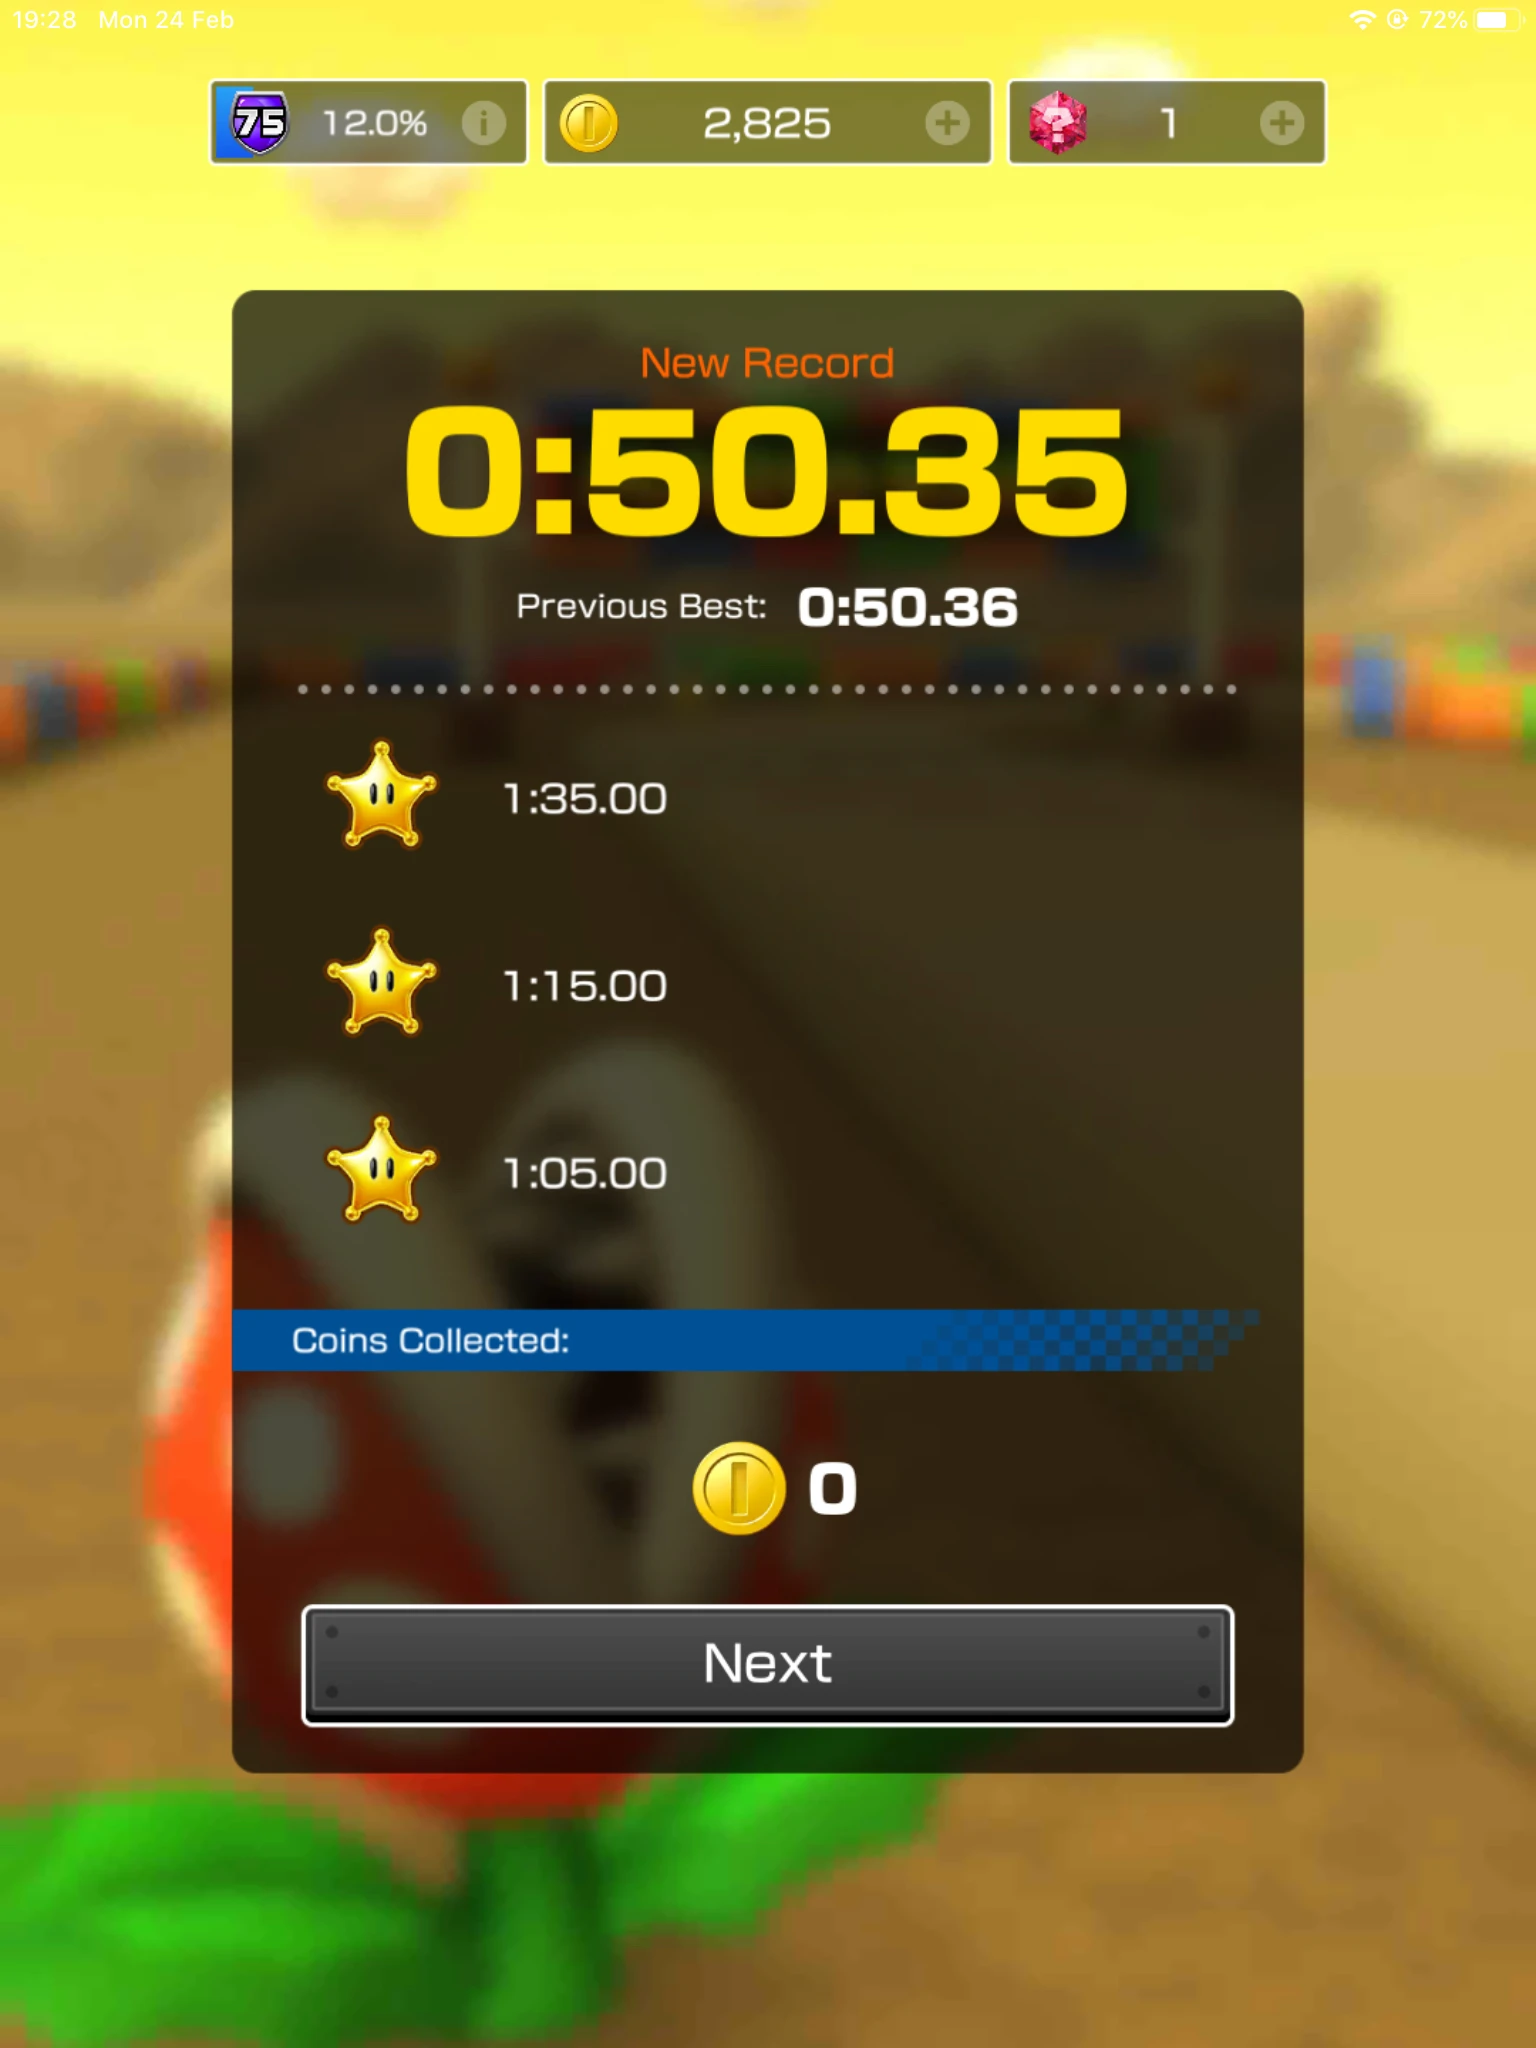 19:28 Mon 24 Feb 72%
75 12.0% i 2,825 + ? 1 +
New Record
0:50.35
Previous Best: 0:50.36
1:35.00
1:15.00
1:05.00
Coins Collected:
0
Next